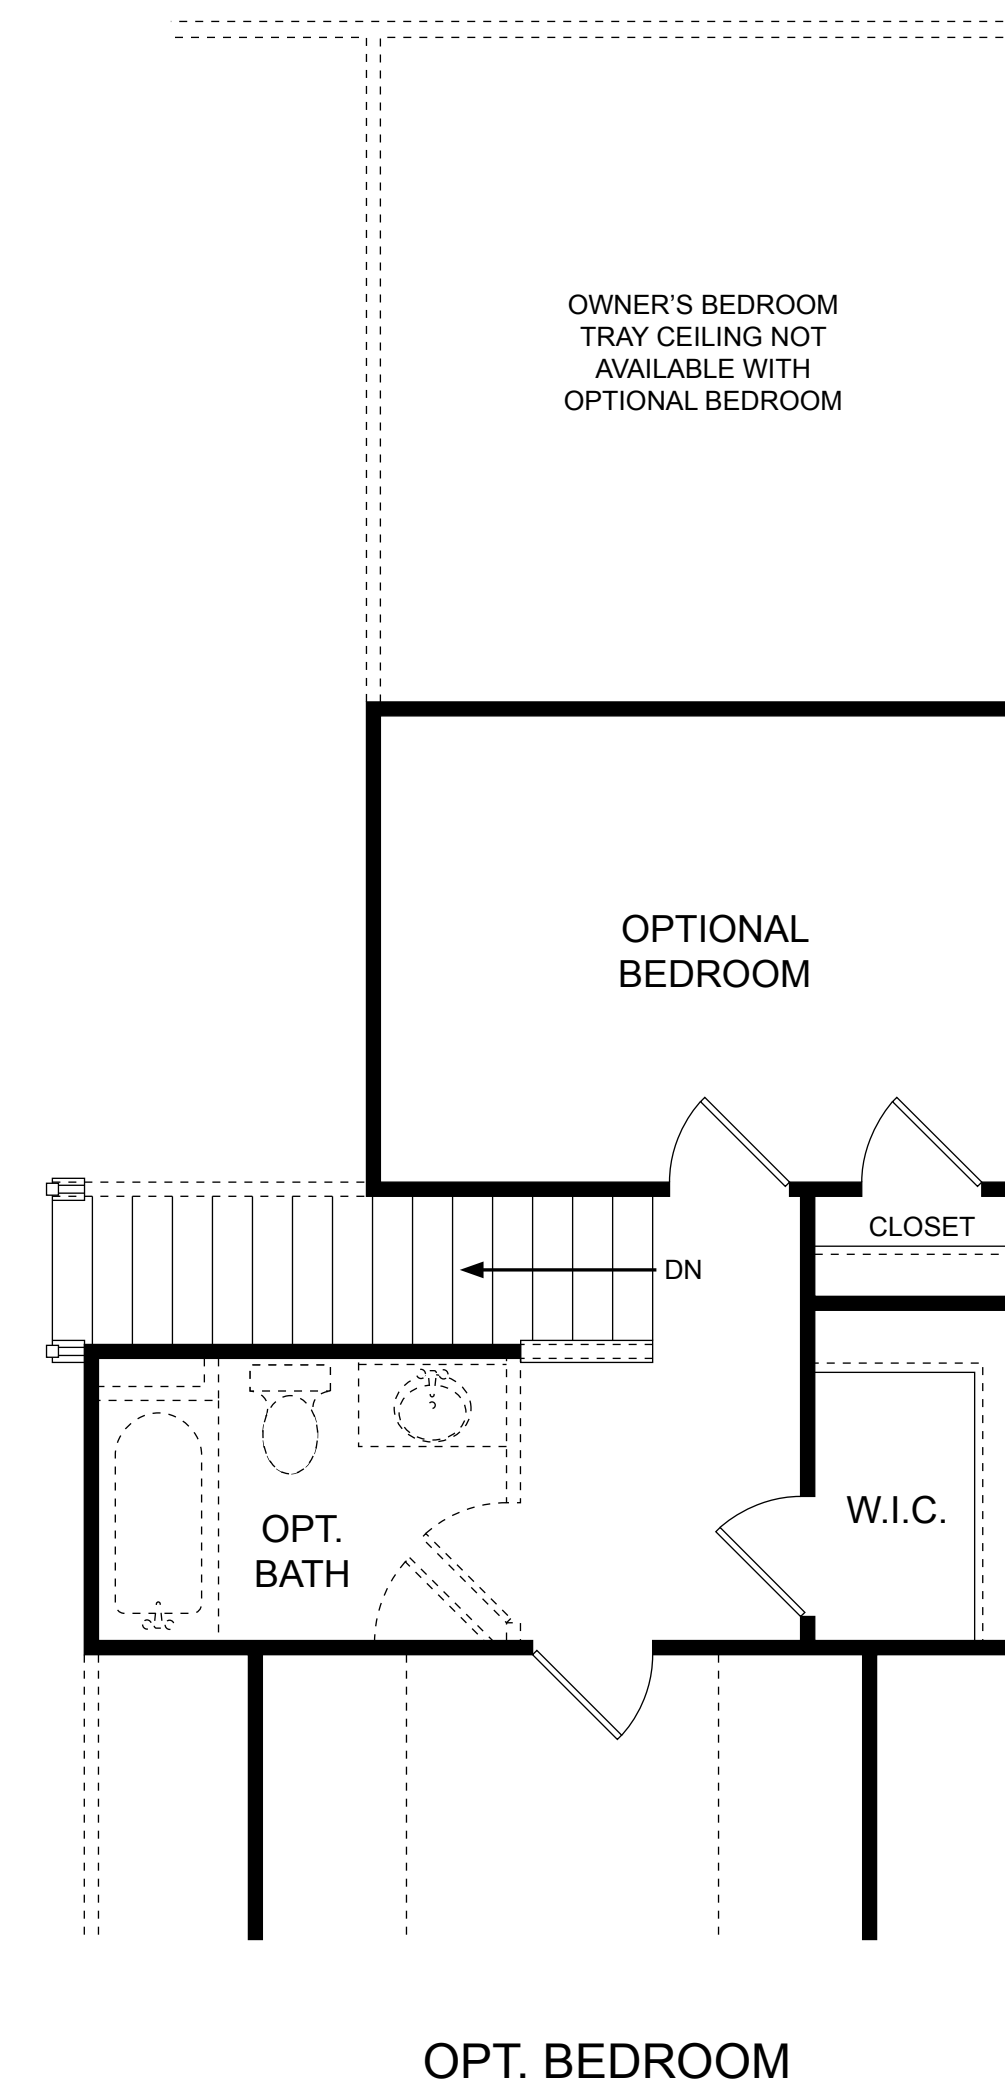 OWNER’S BEDROOM
TRAY CEILING NOT
AVAILABLE WITH
OPTIONAL BEDROOM
OPTIONAL
BEDROOM
CLOSET
DN
W.I.C.
OPT.
BATH
OPT. BEDROOM